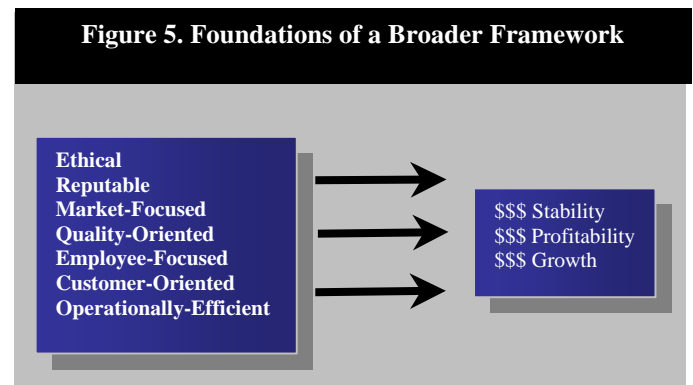 Figure 5. Foundations of a Broader Framework
Ethical
Reputable
Market-Focused
Quality-Oriented
Employee-Focused
Customer-Oriented
Operationally-Efficient
$$$ Stability
$$$ Profitability
$$$ Growth